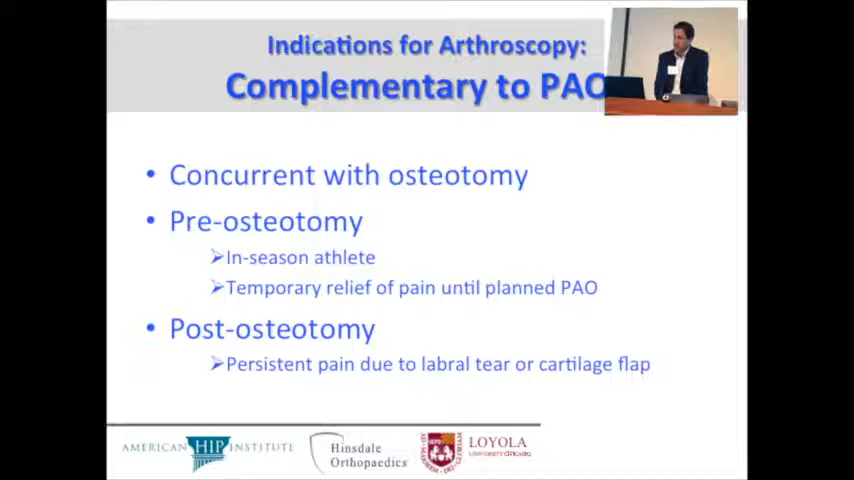 Indications for Arthroscopy:
Complementary to PAO
• Concurrent with osteotomy
• Pre-osteotomy
➢In-season athlete
➢Temporary relief of pain until planned PAO
• Post-osteotomy
➢Persistent pain due to labral tear or cartilage flap
AMERICAN HIP INSTITUTE
Hinsdale
Orthopaedics
LOYOLA